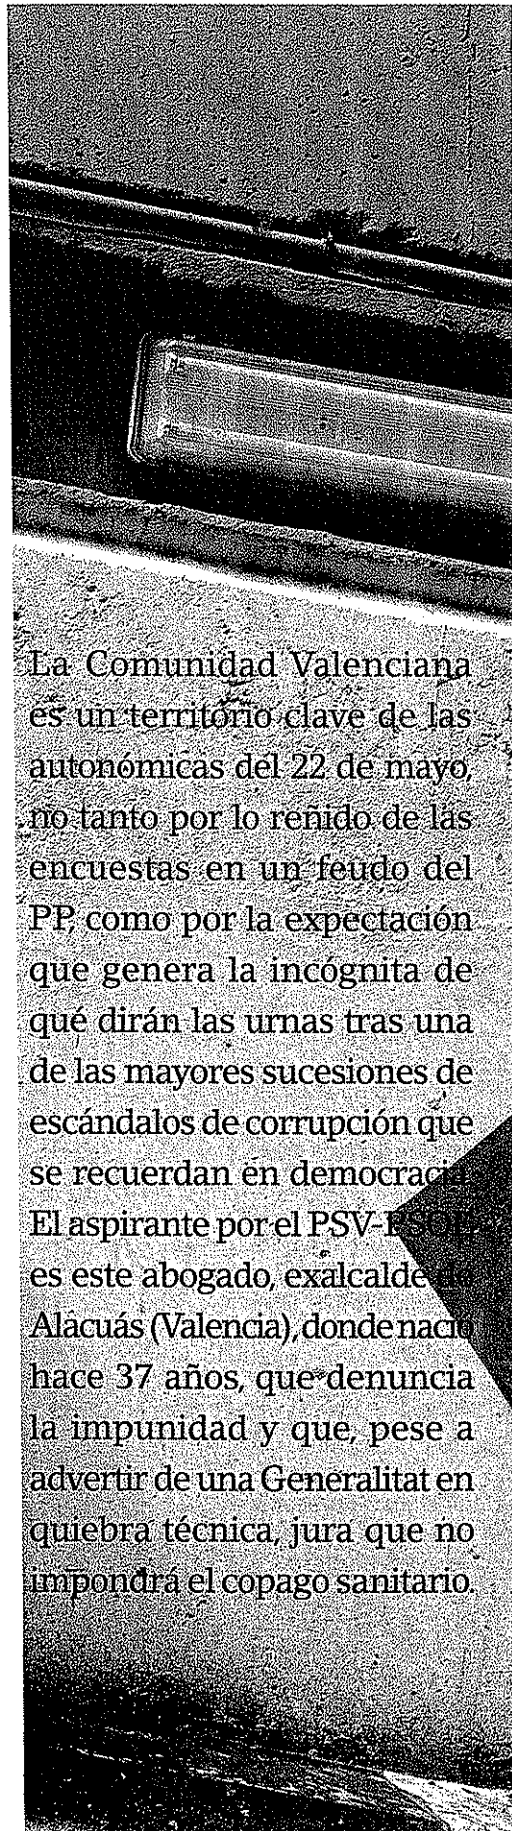 La Comunidad Valenciana
es un territorio clave de las
autonómicas del 22 de mayo,
no tanto por lo reñido de las
encuestas en un feudo del
PP, como por la expectación
que genera la incógnita de
qué dirán las urnas tras una
de las mayores sucesiones de
escándalos de corrupción que
se recuerdan en democracia.
El aspirante por el PSV-PSOE
es este abogado, exalcalde de
Alacuás (Valencia), donde nació
hace 37 años, que denuncia
la impunidad y que, pese a
advertir de una Generalitat en
quiebra técnica, jura que no
impondrá el copago sanitario.